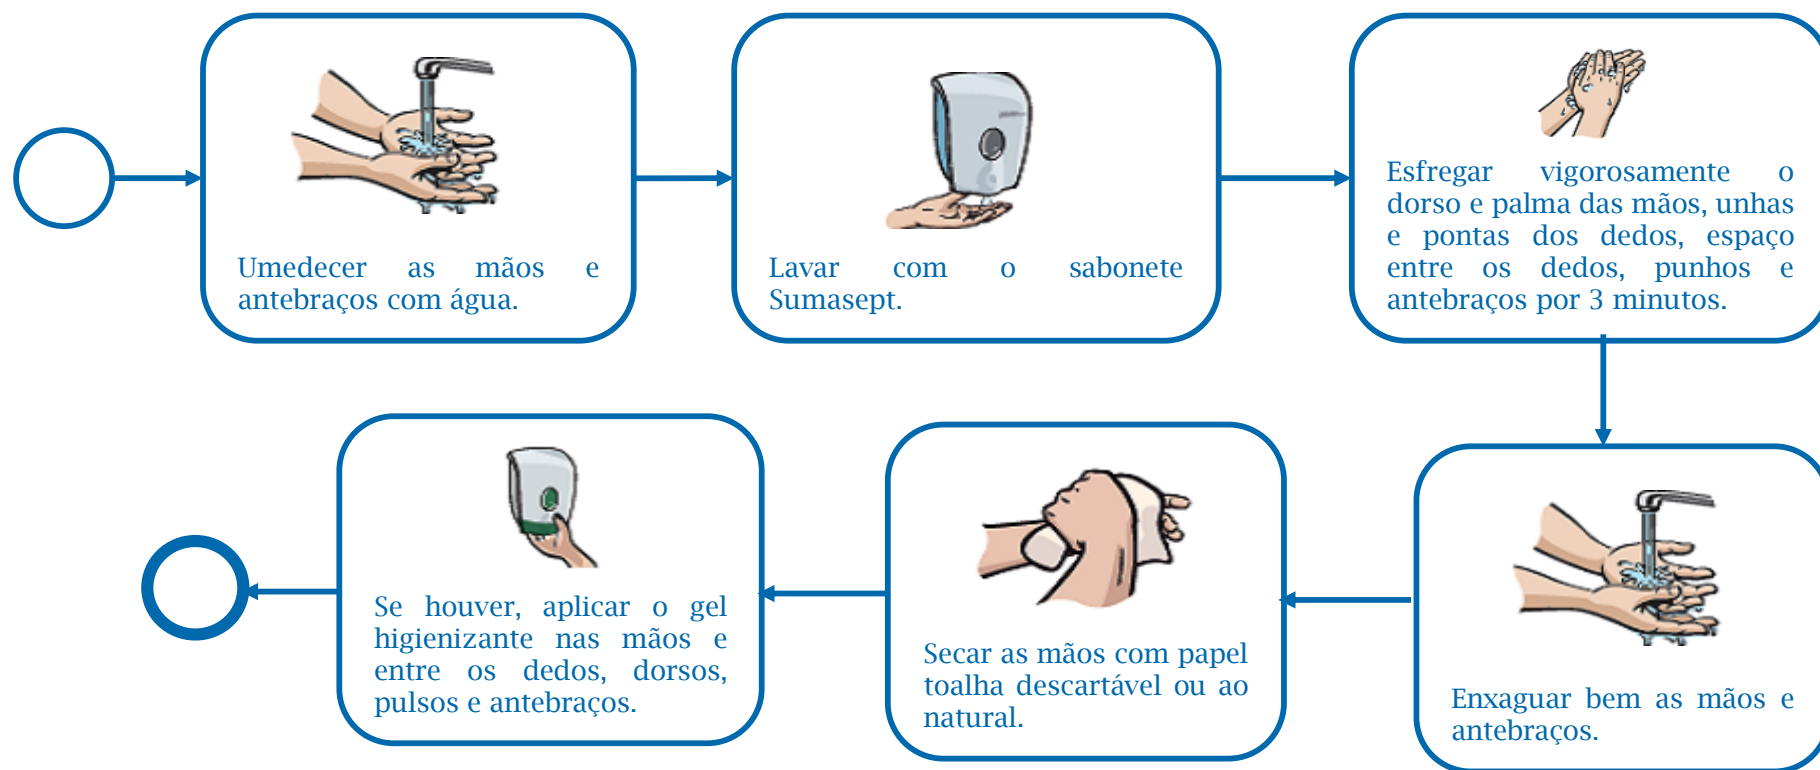 Umedecer as mãos e
antebraços com água.
Lavar com o sabonete
Sumasept.
Esfregar vigorosamente o
dorso e palma das mãos, unhas
e pontas dos dedos, espaço
entre os dedos, punhos e
antebraços por 3 minutos.
Enxaguar bem as mãos e
antebraços.
Secar as mãos com papel
toalha descartável ou ao
natural.
Se houver, aplicar o gel
higienizante nas mãos e
entre os dedos, dorsos,
pulsos e antebraços.